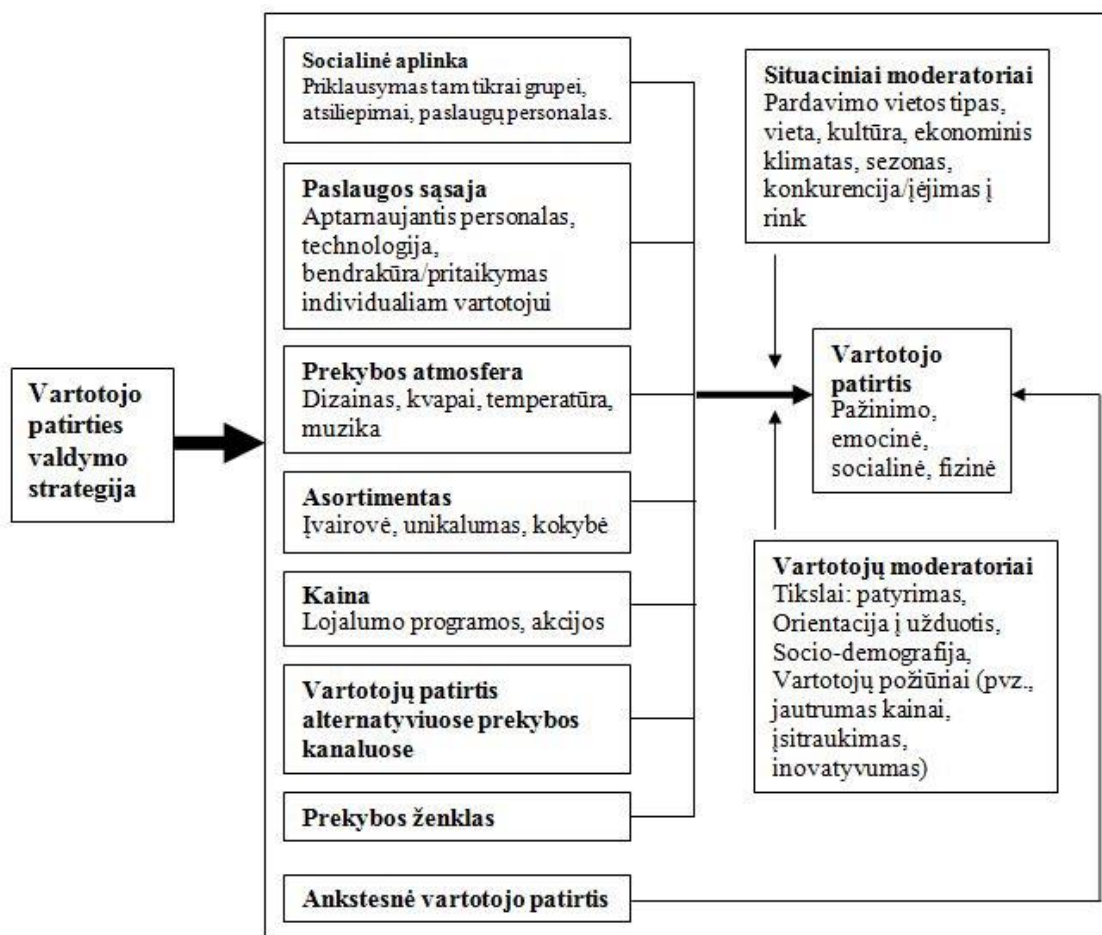 Vartotojo
patirties
valdymo
strategija
Socialinė aplinka
Priklausymas tam tikrai grupei,
atsiliepimai, paslaugų personalas.
Paslaugos sąsaja
Aptarnaujantis personalas,
technologija,
bendrakūra/pritaikymas
individualiam vartotojui
Prekybos atmosfera
Dizainas, kvapai, temperatūra,
muzika
Asortimentas
Įvairovė, unikalumas, kokybė
Kaina
Lojalumo programos, akcijos
Vartotojų patirtis
alternatyviuose prekybos
kanaluose
Prekybos ženklas
Ankstesnė vartotojo patirtis
Situaciniai moderatoriai
Pardavimo vietos tipas,
vieta, kultūra, ekonominis
klimatas, sezonas,
konkurencija/įėjimas į
rink
Vartotojo
patirtis
Pažinimo,
emocinė,
socialinė, fizinė
Vartotojų moderatoriai
Tikslai: patyrimas,
Orientacija į užduotis,
Socio-demografija,
Vartotojų požiūriai (pvz.,
jautrumas kainai,
įsitraukimas,
inovatyvumas)